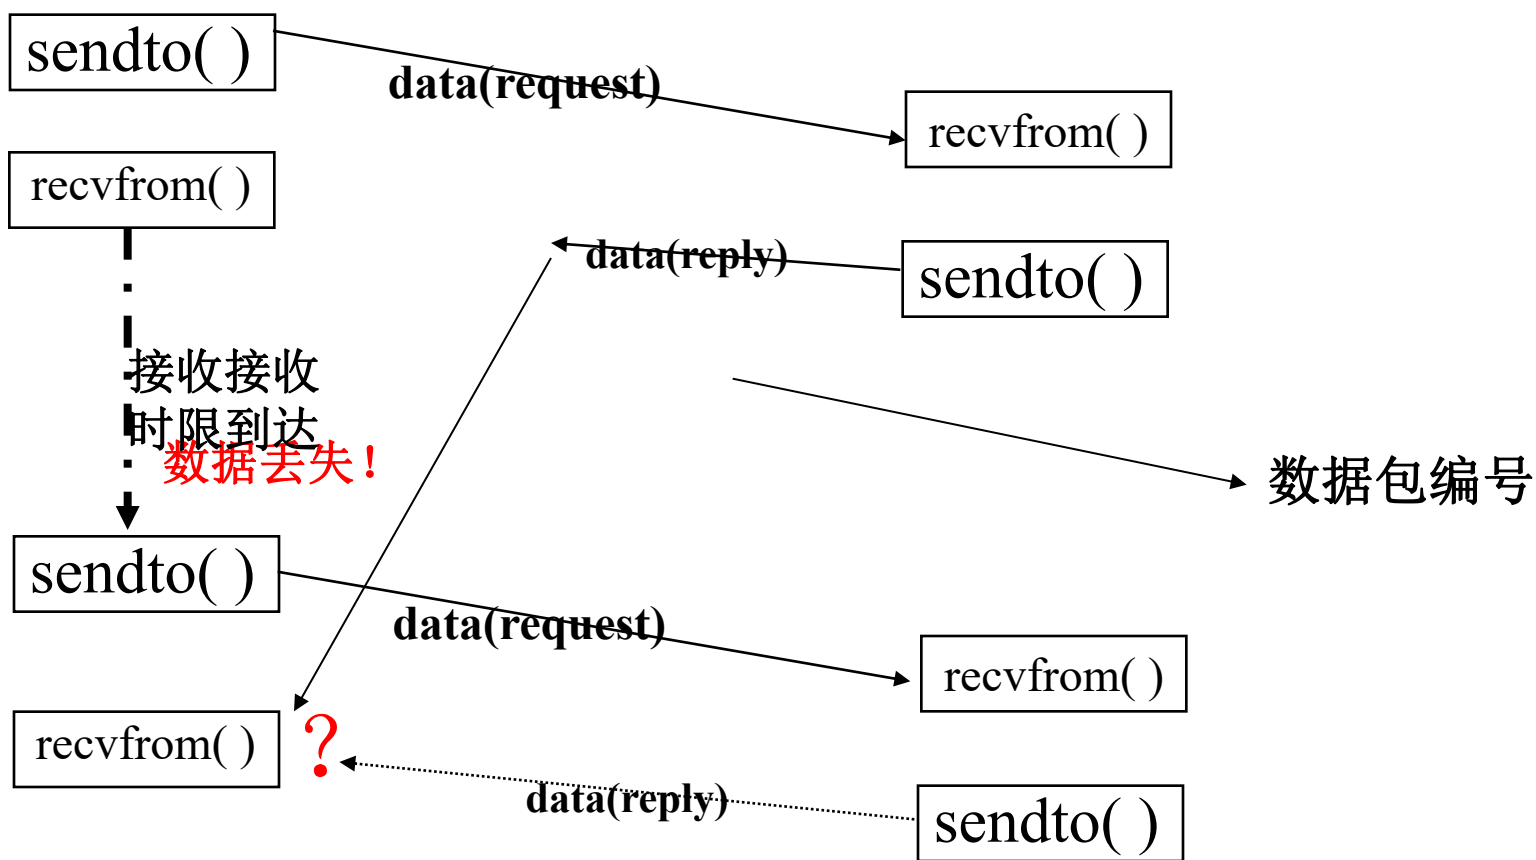 sendto( )
data(request)
recvfrom( )
recvfrom( )
data(reply)
sendto( )
接收接收
时限到达
数据丢失!
数据包编号
sendto( )
data(request)
recvfrom( )
recvfrom( )
?
data(reply)
sendto( )